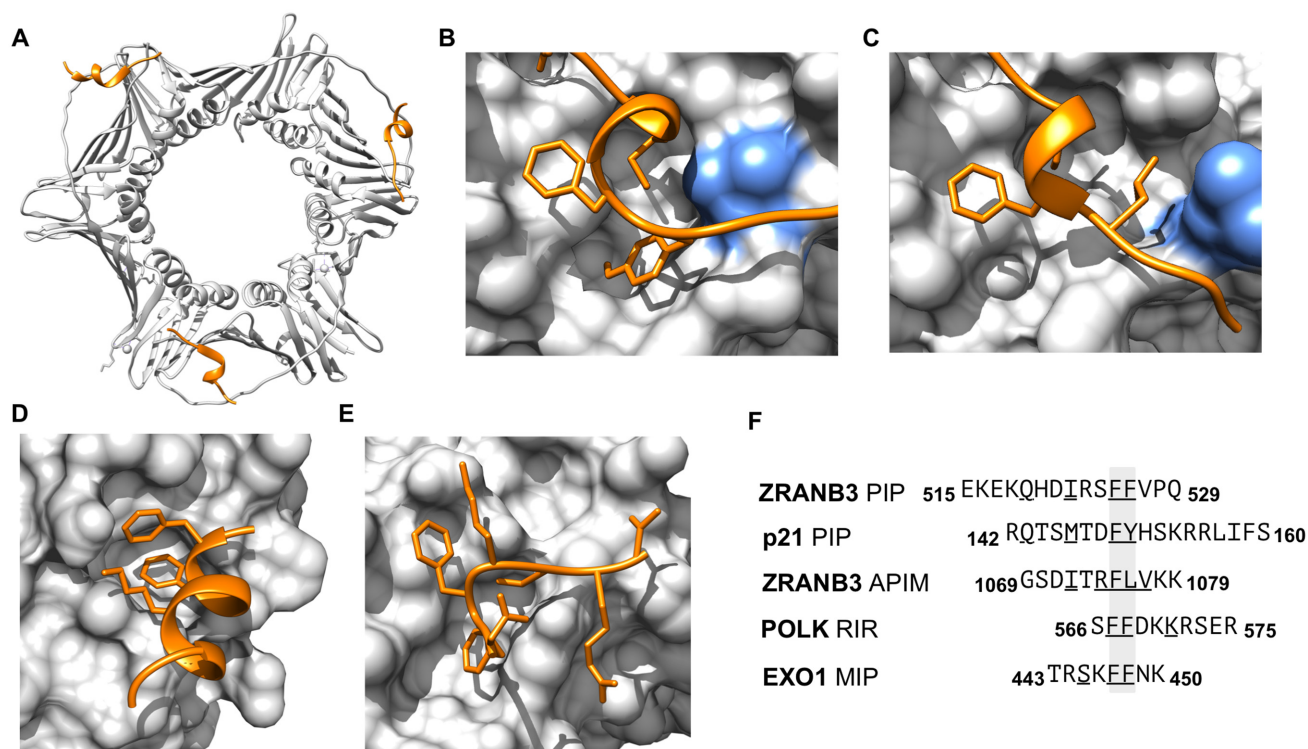 A
B
C
D
E
F
ZRANB3 PIP 515 EKEKQHDIRSFFVPQ 529
p21 PIP 142 RQTSMTDFYHSKRRLIFS 160
ZRANB3 APIM 1069 GSDITRFLVKK 1079
POLK RIR 566 SFFDKKRSER 575
EXO1 MIP 443 TRSKFFNK 450